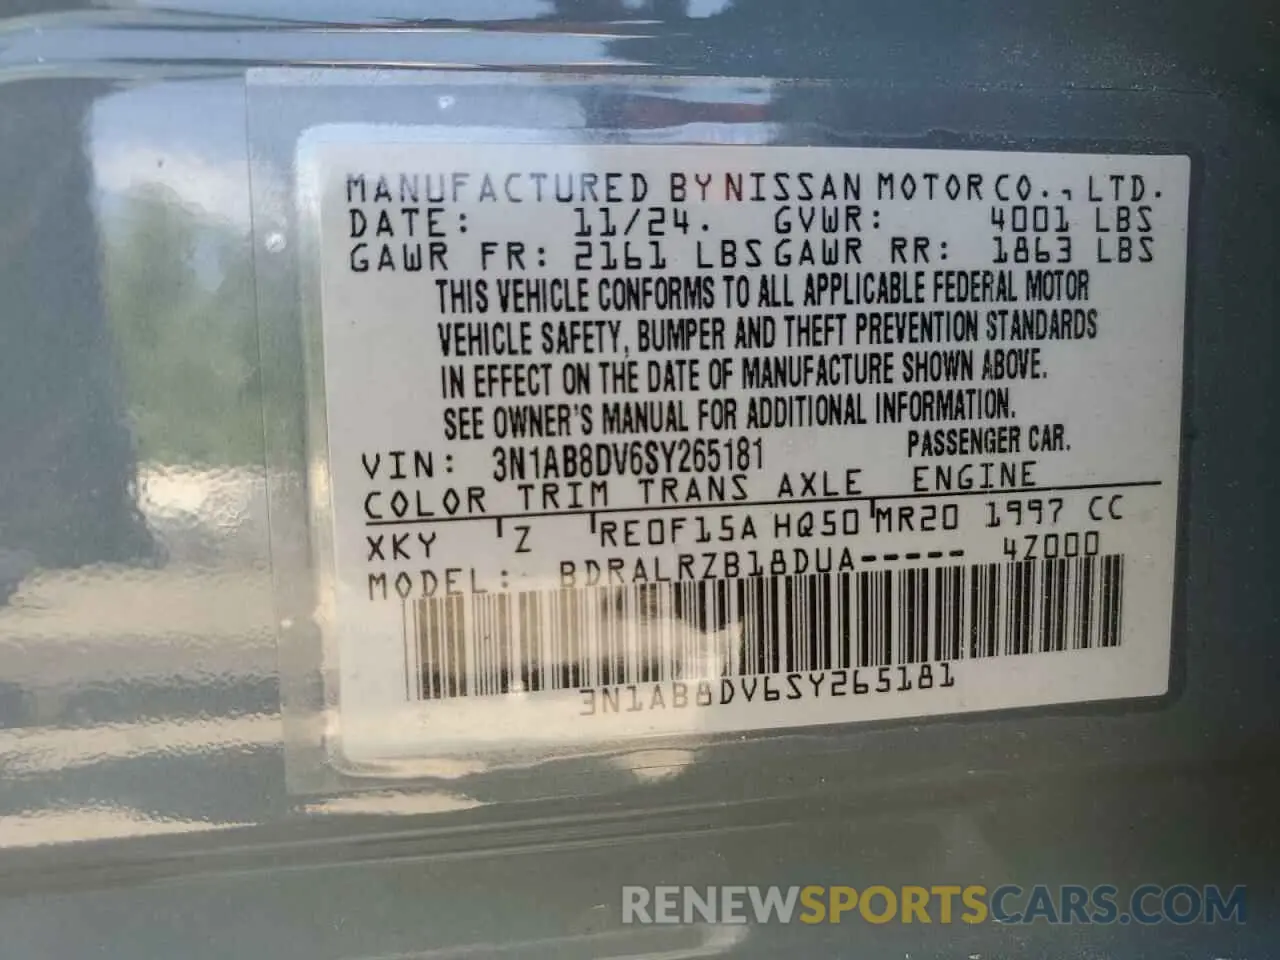 MANUFACTURED BY NISSAN MOTOR CO., LTD.
DATE: 11/24. GVWR: 4001 LBS
GAWR FR: 2161 LBS GAWR RR: 1863 LBS
THIS VEHICLE CONFORMS TO ALL APPLICABLE FEDERAL MOTOR
VEHICLE SAFETY, BUMPER AND THEFT PREVENTION STANDARDS
IN EFFECT ON THE DATE OF MANUFACTURE SHOWN ABOVE.
SEE OWNER'S MANUAL FOR ADDITIONAL INFORMATION.
VIN: 3N1AB8DV6SY265181 PASSENGER CAR.
COLOR TRIM TRANS AXLE ENGINE
XKY Z RE0F15A HQ50 MR20 1997 CC
MODEL: BDRALRZB18DUA----- 4Z000
3N1AB8DV6SY265181
RENEWSPORTSCARS.COM